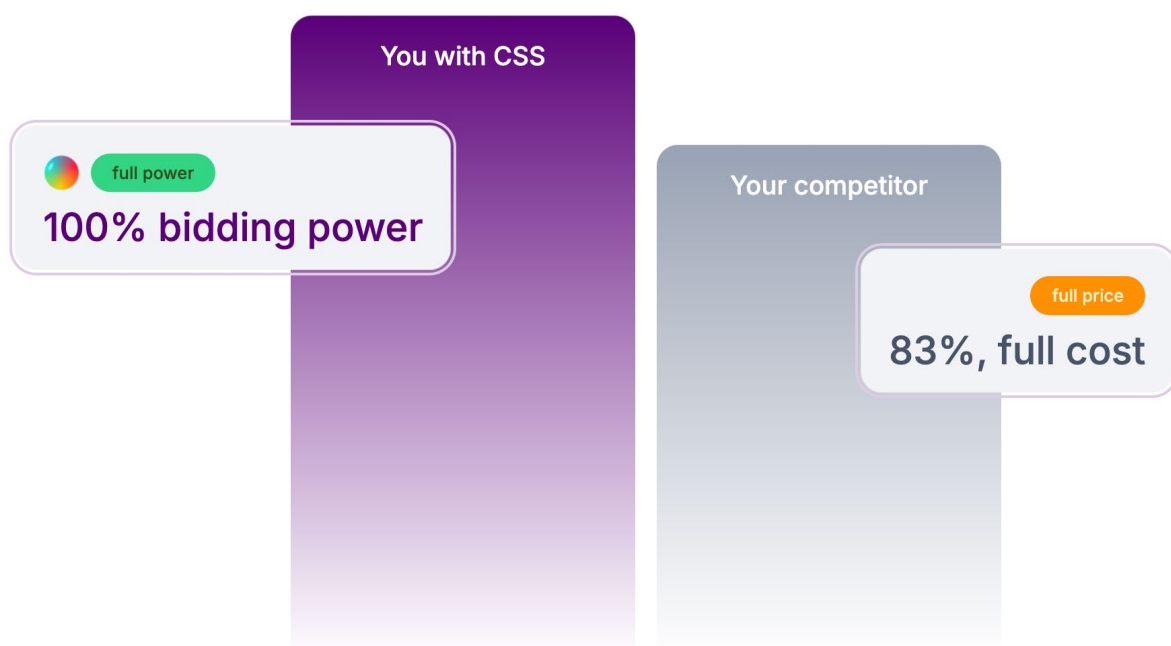 You with CSS
full power
100% bidding power
Your competitor
full price
83%, full cost